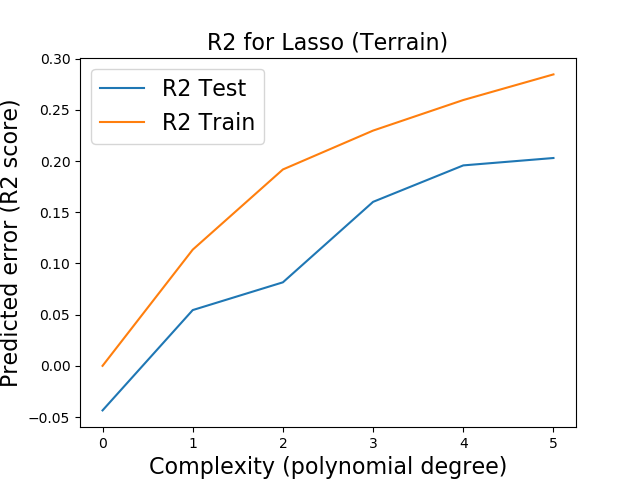 R2 for Lasso (Terrain)
R2 Test
R2 Train
Predicted error (R2 score)
0.30
0.25
0.20
0.15
0.10
0.05
0.00
−0.05
0 1 2 3 4 5
Complexity (polynomial degree)